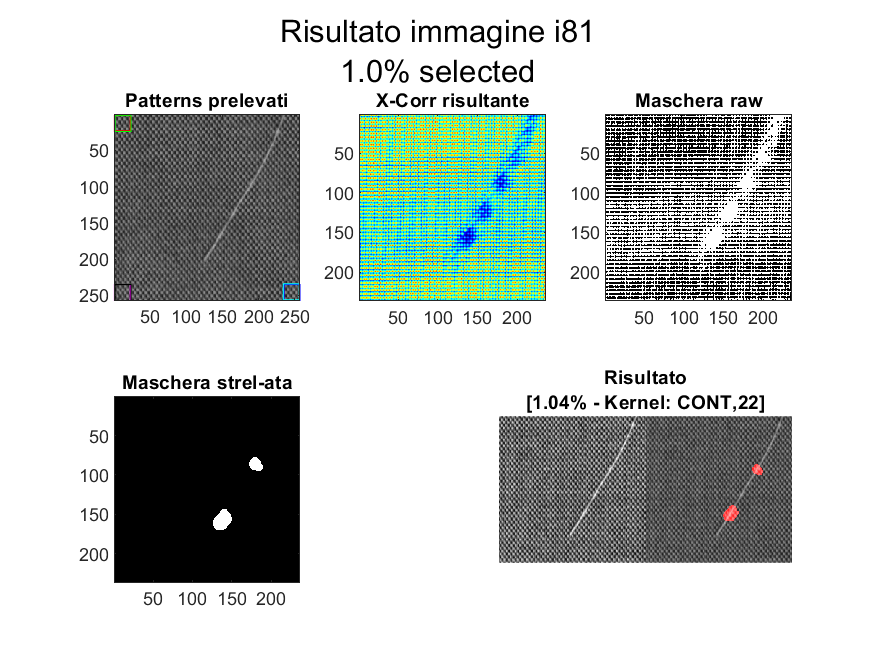 Risultato immagine i81
1.0% selected
Patterns prelevati
50
100
150
200
250
50 100 150 200 250
X-Corr risultante
50
100
150
200
50 100 150 200
Maschera raw
50
100
150
200
50 100 150 200
Maschera strel-ata
50
100
150
200
50 100 150 200
Risultato
[1.04% - Kernel: CONT,22]